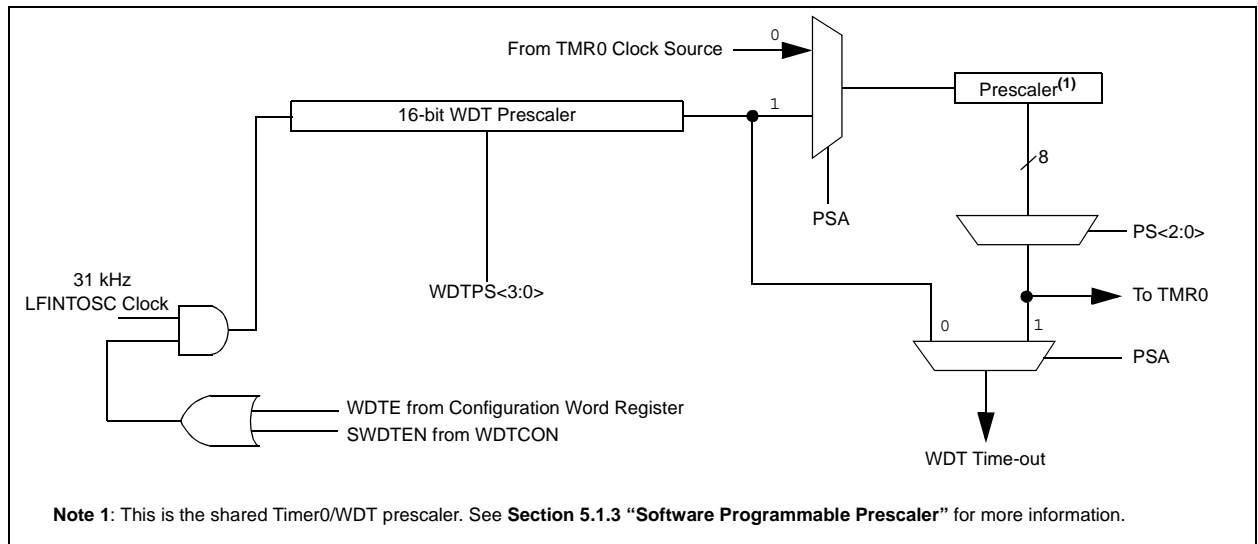 From TMR0 Clock Source
0
1
16-bit WDT Prescaler
Prescaler(1)
8
PSA
PS<2:0>
31 kHz
LFINTOSC Clock
WDTPS<3:0>
To TMR0
0
1
PSA
WDTE from Configuration Word Register
SWDTEN from WDTCON
WDT Time-out
Note 1: This is the shared Timer0/WDT prescaler. See Section 5.1.3 “Software Programmable Prescaler” for more information.